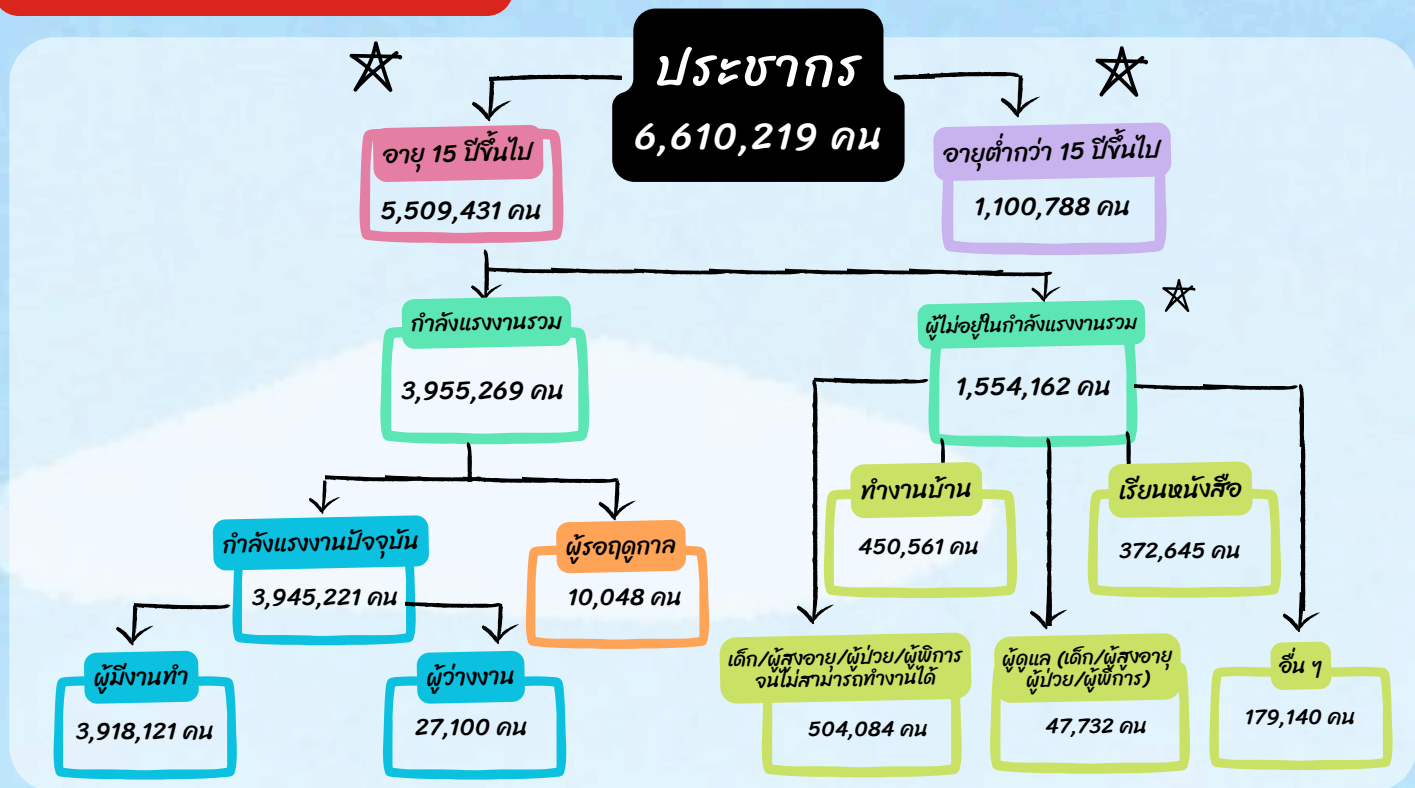 ประชากร
6,610,219 คน
อายุ 15 ปีขึ้นไป
5,509,431 คน
อายุต่ำกว่า 15 ปีขึ้นไป
1,100,788 คน
กำลังแรงงานรวม
3,955,269 คน
ผู้ไม่อยู่ในกำลังแรงงานรวม
1,554,162 คน
กำลังแรงงานปัจจุบัน
3,945,221 คน
ผู้รอฤดูกาล
10,048 คน
ทำงานบ้าน
450,561 คน
เรียนหนังสือ
372,645 คน
ผู้มีงานทำ
3,918,121 คน
ผู้ว่างงาน
27,100 คน
เด็ก/ผู้สูงอายุ/ผู้ป่วย/ผู้พิการ
จนไม่สามารถทำงานได้
504,084 คน
ผู้ดูแล (เด็ก/ผู้สูงอายุ
ผู้ป่วย/ผู้พิการ)
47,732 คน
อื่น ๆ
179,140 คน